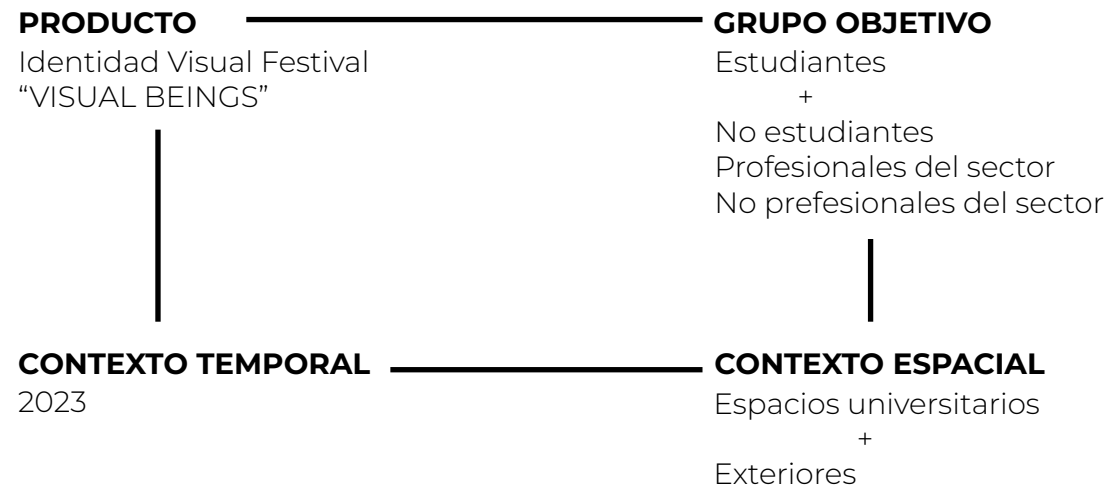 PRODUCTO
Identidad Visual Festival
“VISUAL BEINGS”
GRUPO OBJETIVO
Estudiantes
+
No estudiantes
Profesionales del sector
No prefesionales del sector
CONTEXTO TEMPORAL
2023
CONTEXTO ESPACIAL
Espacios universitarios
+
Exteriores